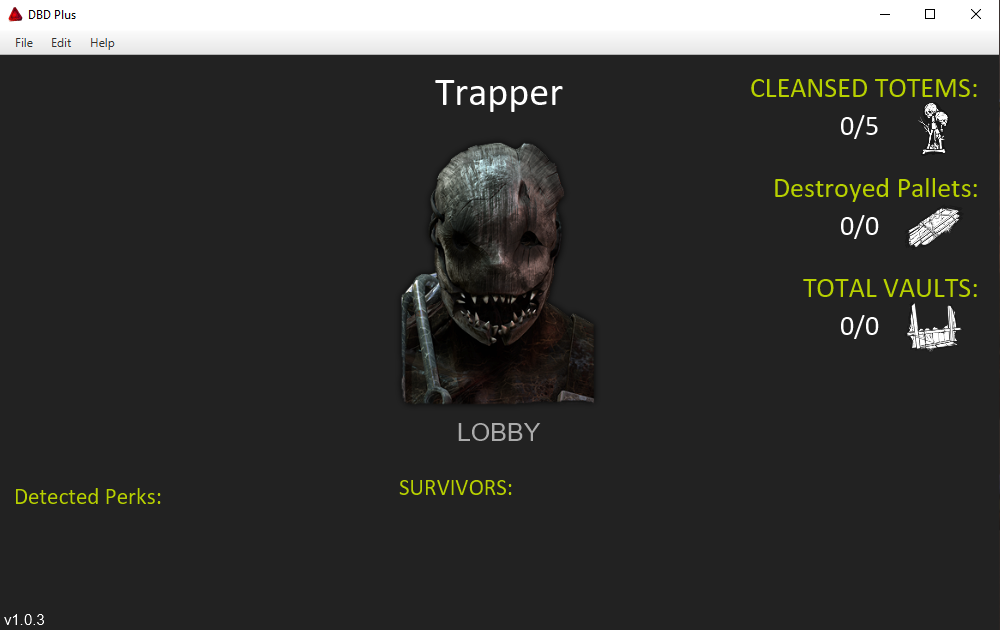 DBD Plus
File Edit Help
Trapper
CLEANSED TOTEMS:
0/5
Destroyed Pallets:
0/0
TOTAL VAULTS:
0/0
LOBBY
SURVIVORS:
Detected Perks:
v1.0.3